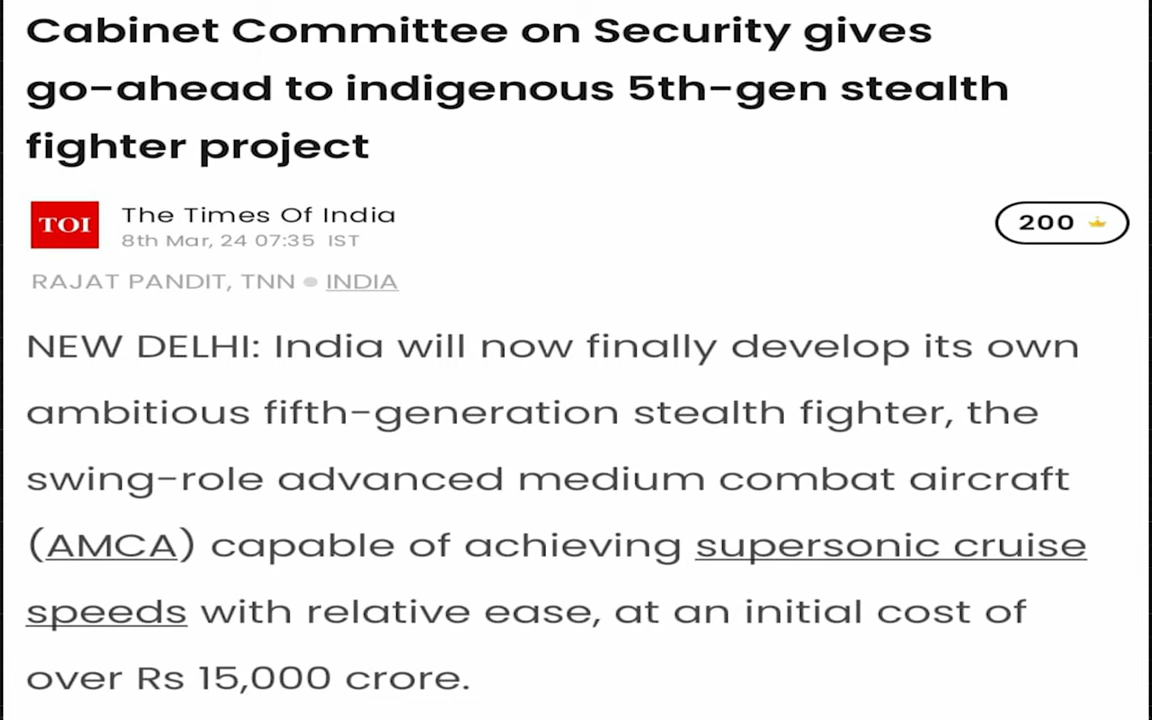 Cabinet Committee on Security gives
go-ahead to indigenous 5th-gen stealth
fighter project
TOI
The Times Of India
8th Mar, 24 07:35 IST
200
RAJAT PANDIT, TNN ● INDIA
NEW DELHI: India will now finally develop its own
ambitious fifth-generation stealth fighter, the
swing-role advanced medium combat aircraft
(AMCA) capable of achieving supersonic cruise
speeds with relative ease, at an initial cost of
over Rs 15,000 crore.